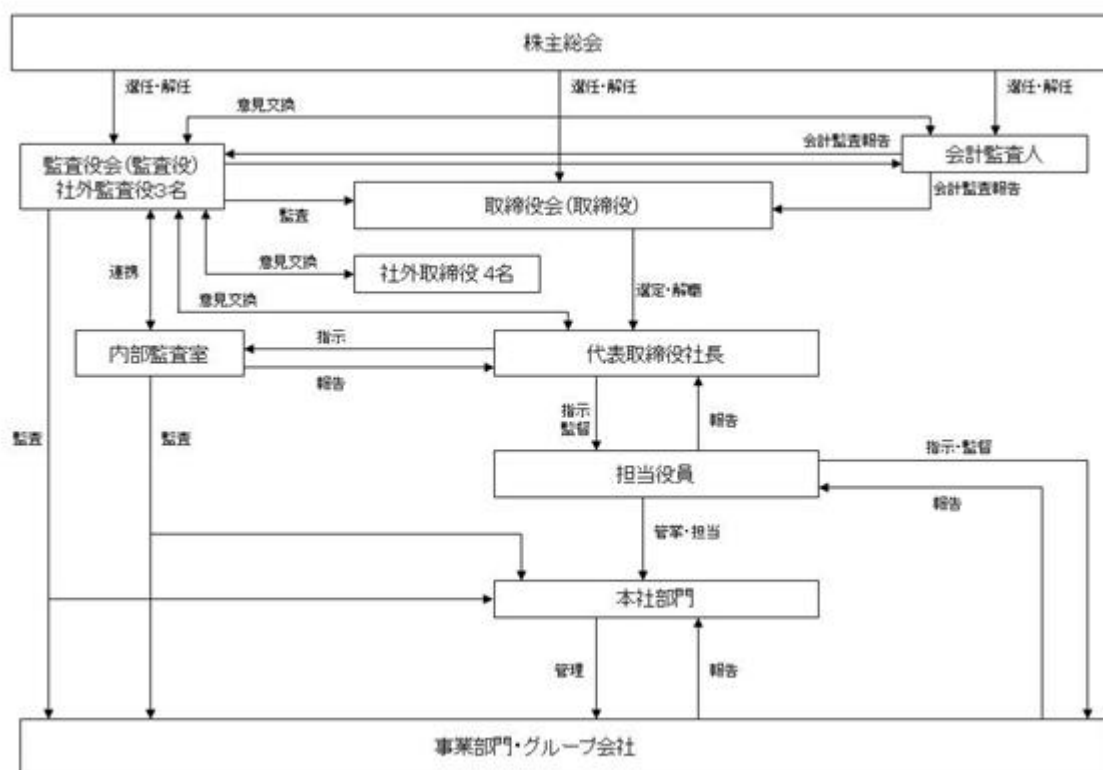 株主総会
選任・解任
選任・解任
選任・解任
意見交換
会計監査報告
監査役会(監査役)
社外監査役3名
会計監査人
会計監査報告
監査
取締役会(取締役)
連携
意見交換
社外取締役 4名
意見交換
選定・解職
内部監査室
指示
報告
代表取締役社長
監査
監査
指示
監督
報告
担当役員
指示・監督
報告
管掌・担当
本社部門
管理
報告
事業部門・グループ会社